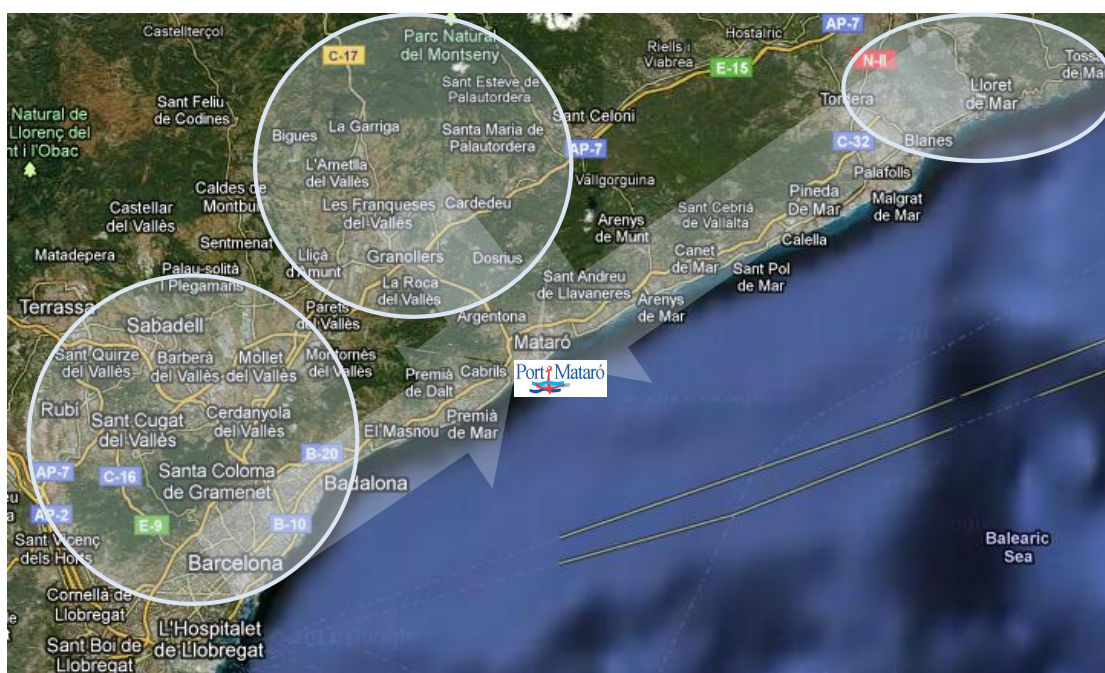 Castellterçol
Parc Natural
del Montseny
C-17
Hostalric
AP-7
Riells i
Viabrea
E-15
N-II
Tossa
de Mar
Sant Esteve de
Palautordera
Lloret
de Mar
Natural de
Llorenç del
nt i l'Obac
Sant Feliu
de Codines
Tordera
Sant Celoni
Bigues
La Garriga
Santa Maria de
Palautordera
AP-7
C-32
Blanes
L'Ametlla
del Vallès
Vallgorguina
Palafolls
Caldes de
Montbui
Castellar
del Vallès
Les Franqueses
del Vallès
Cardedeu
Pineda
De Mar
Malgrat
de Mar
Sant Cebrià
de Vallalta
Arenys
de Munt
Sentmenat
Calella
Matadepera
Lliçà
d'Amunt
Granollers
Dosrius
Canet
de Mar
Sant Pol
de Mar
Palau-solità
i Plegamans
La Roca
del Vallès
Sant Andreu
de Llavaneres
Arenys
de Mar
Terrassa
Parets
del Vallès
Argentona
Sabadell
Mataró
Sant Quirze
del Vallès
Barberà
del Vallès
Mollet
del Vallès
Montornès
del Vallès
Premià
de Dalt
Cabrils
Port Mataró
Rubí
Sant Cugat
del Vallès
Cerdanyola
del Vallès
El Masnou
Premià
de Mar
B-20
AP-7
C-16
Santa Coloma
de Gramenet
Badalona
AP-2
E-9
B-10
Sant Vicenç
dels Horts
Barcelona
Balearic
Sea
Cornellà de
Llobregat
L'Hospitalet
de Llobregat
Sant Boi de
Llobregat